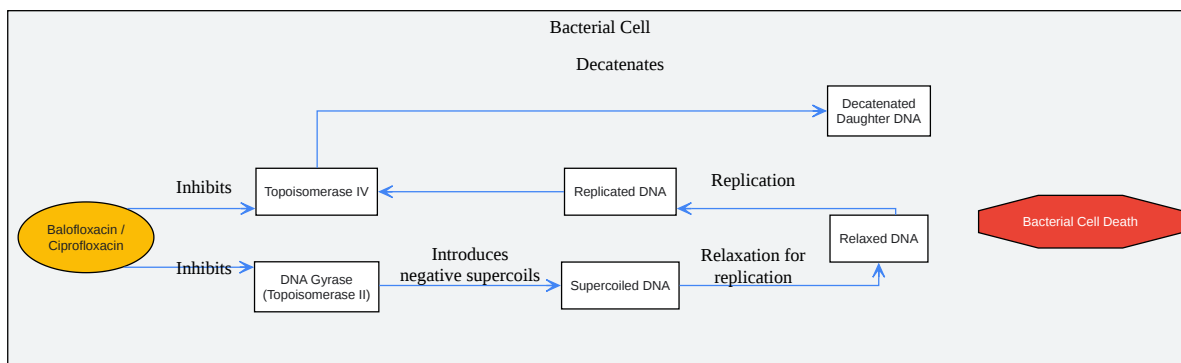 Bacterial Cell
Decatenates
Decatenated
Daughter DNA
Inhibits
Topoisomerase IV
Replicated DNA
Replication
Balofloxacin /
Ciprofloxacin
Relaxed DNA
Bacterial Cell Death
Inhibits
DNA Gyrase
(Topoisomerase II)
Introduces
negative supercoils
Supercoiled DNA
Relaxation for
replication